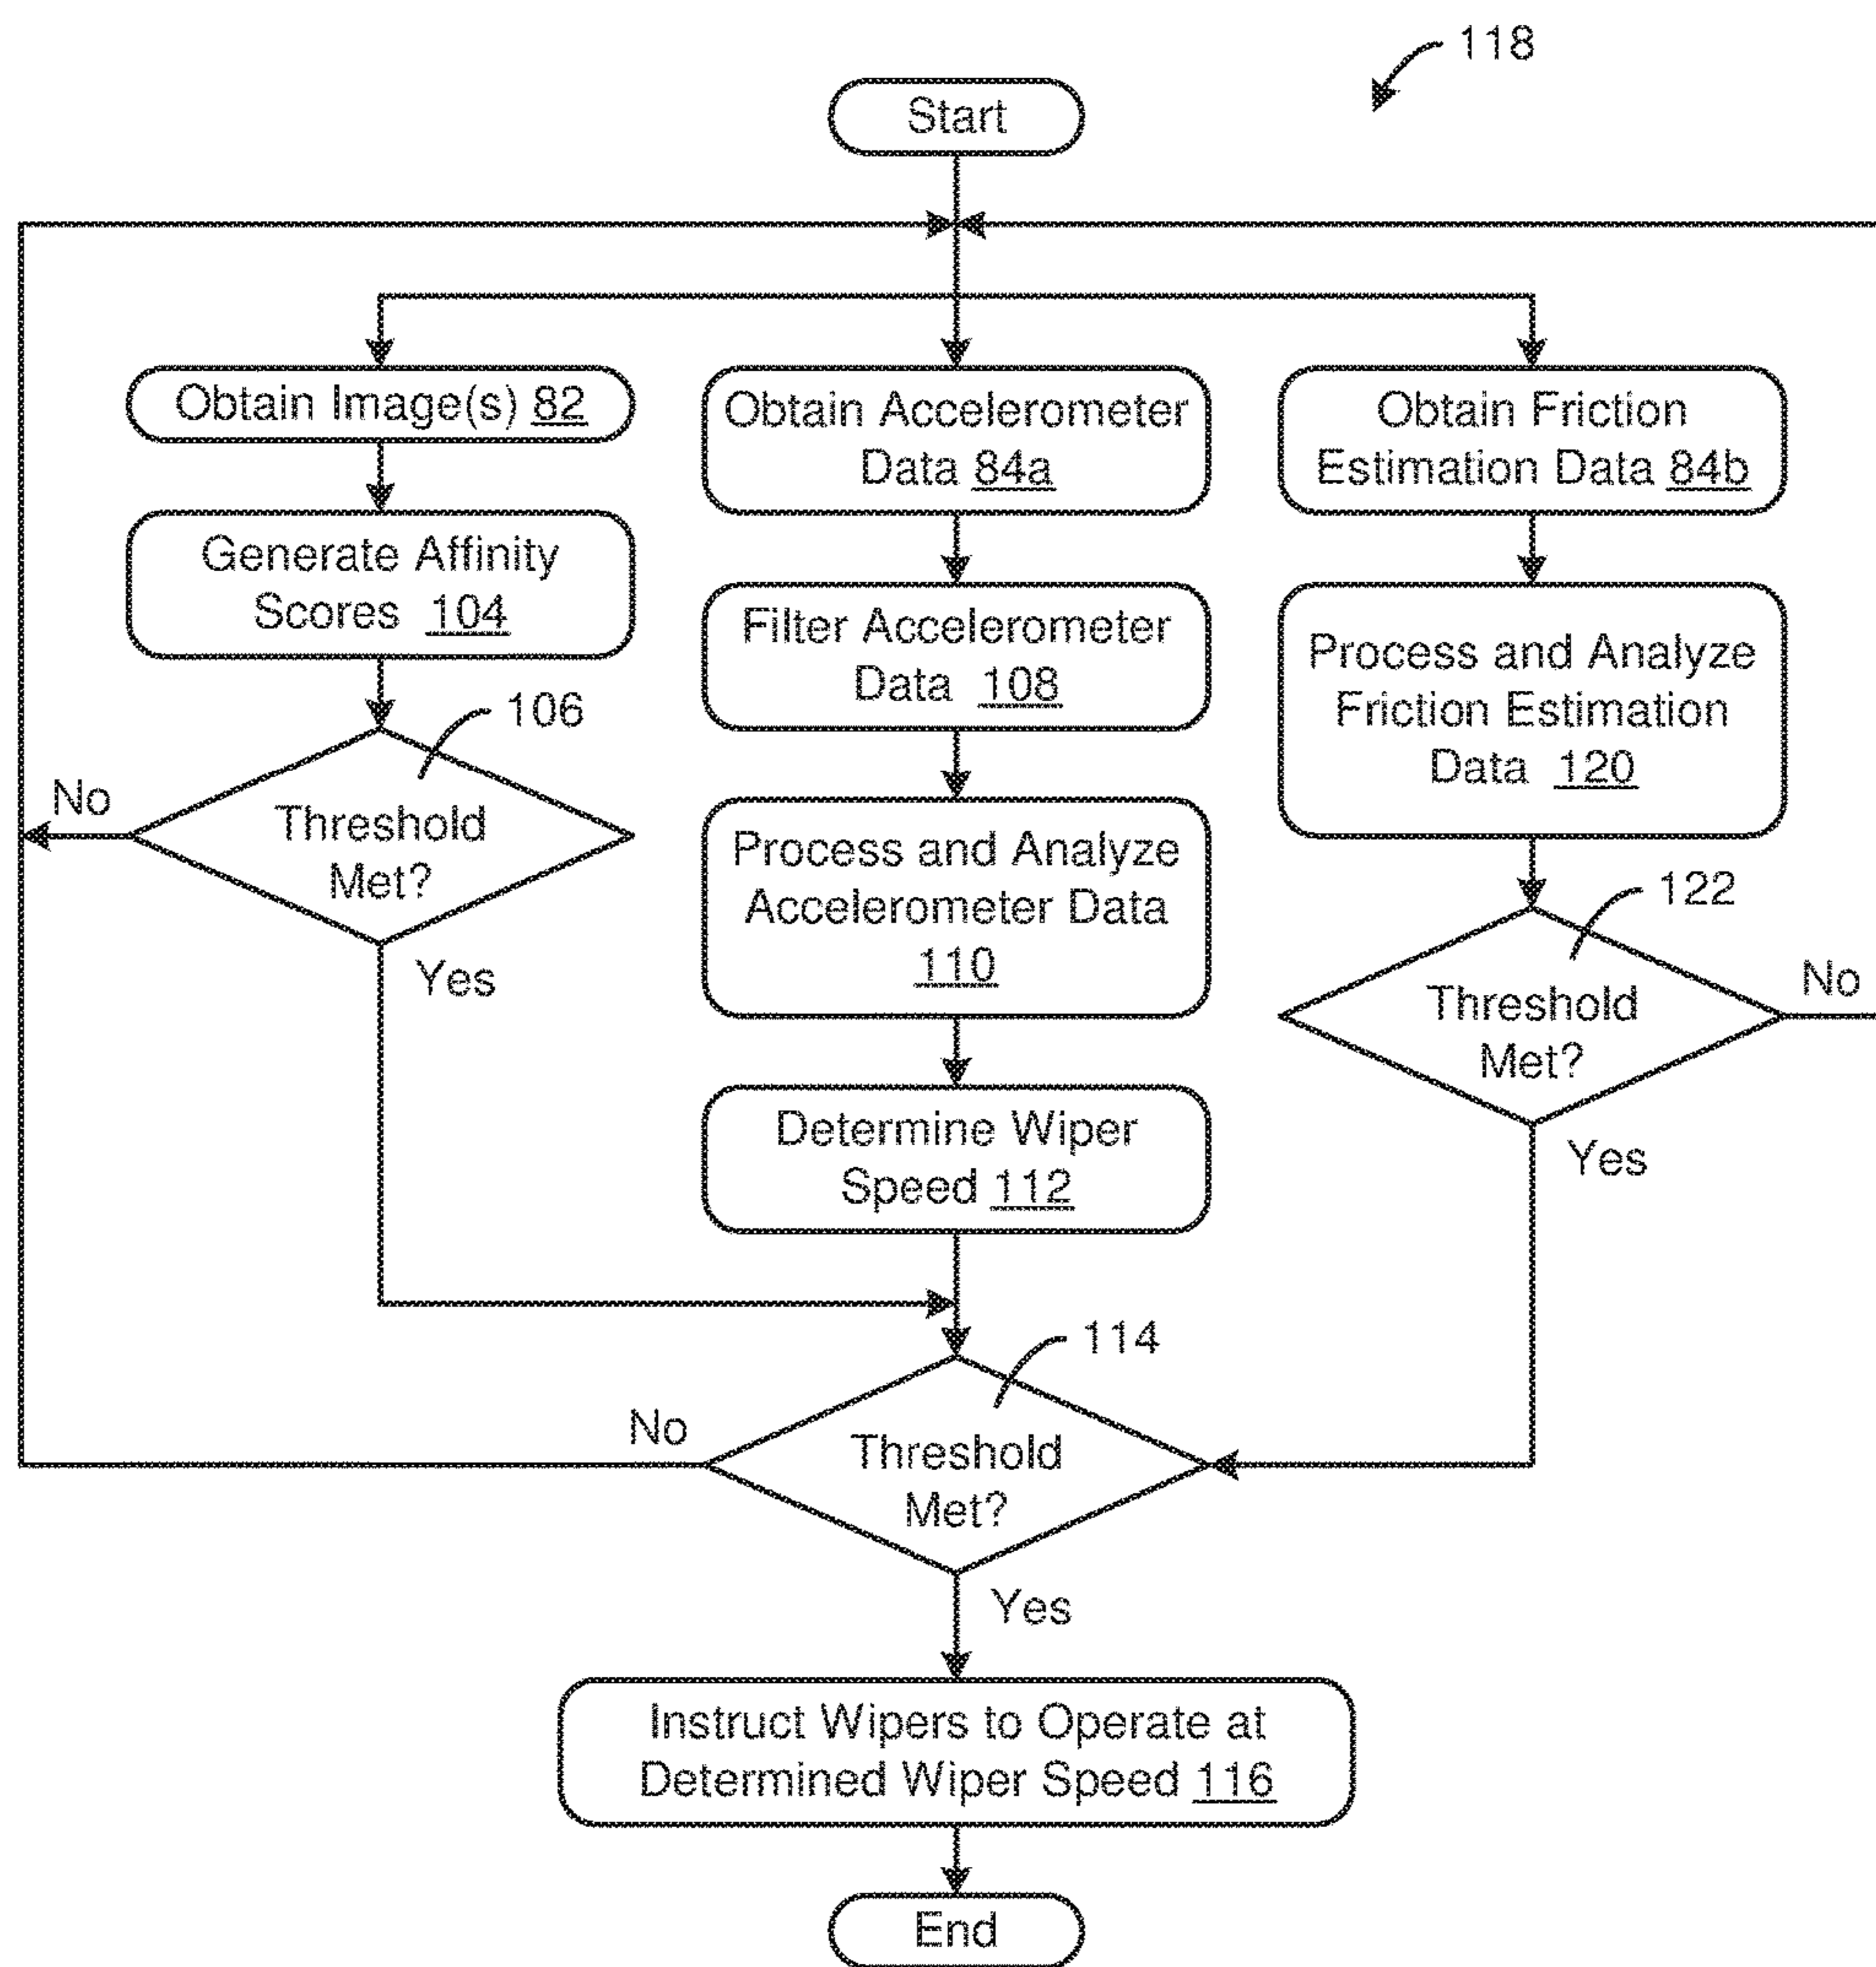 118
Start
Obtain Image(s) 82
Generate Affinity
Scores 104
106
No
Threshold
Met?
Yes
Obtain Accelerometer
Data 84a
Filter Accelerometer
Data 108
Process and Analyze
Accelerometer Data
110
Determine Wiper
Speed 112
Obtain Friction
Estimation Data 84b
Process and Analyze
Friction Estimation
Data 120
122
No
Threshold
Met?
Yes
114
No
Threshold
Met?
Yes
Instruct Wipers to Operate at
Determined Wiper Speed 116
End